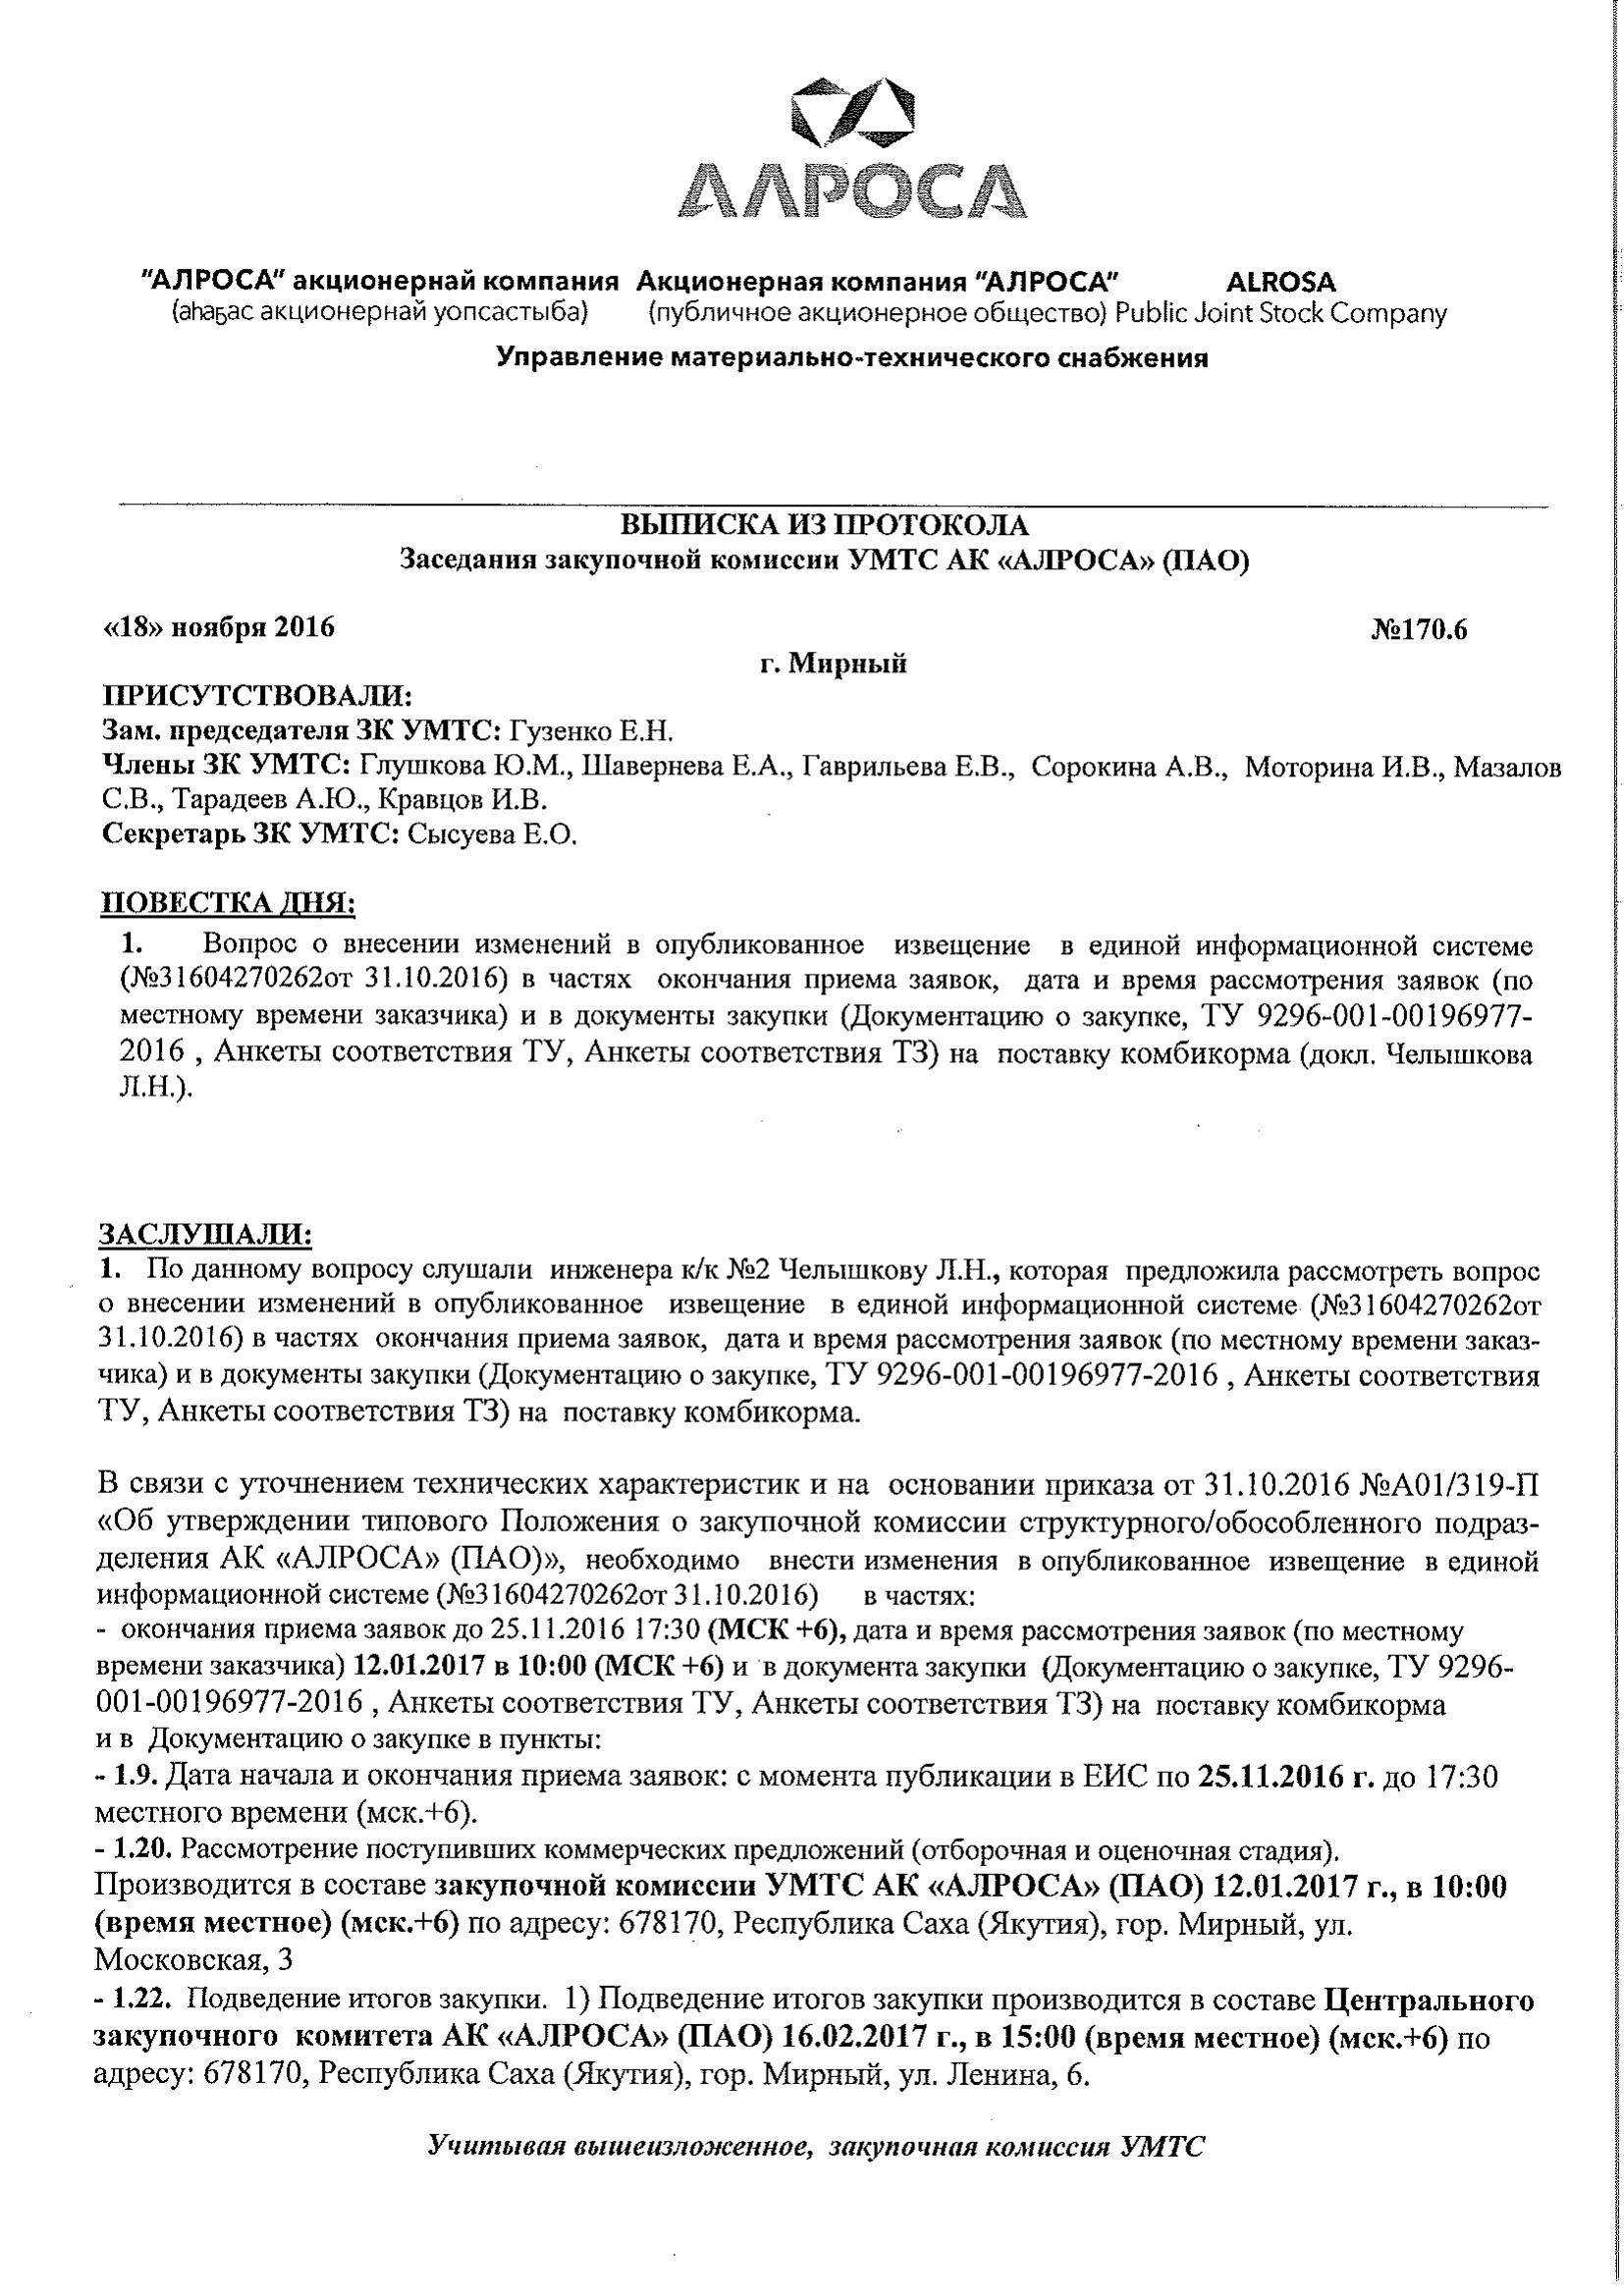 АЛРОСА
"АЛРОСА" акционернай компания Акционерная компания "АЛРОСА" ALROSA
(аһаҕас акционернай уопсастыба) (публичное акционерное общество) Public Joint Stock Company
Управление материально-технического снабжения
ВЫПИСКА ИЗ ПРОТОКОЛА
Заседания закупочной комиссии УМТС АК «АЛРОСА» (ПАО)
«18» ноября 2016 №170.6
г. Мирный
ПРИСУТСТВОВАЛИ:
Зам. председателя ЗК УМТС: Гузенко Е.Н.
Члены ЗК УМТС: Глушкова Ю.М., Шавернева Е.А., Гаврильева Е.В., Сорокина А.В., Моторина И.В., Мазалов
С.В., Тарадеев А.Ю., Кравцов И.В.
Секретарь ЗК УМТС: Сысуева Е.О.
ПОВЕСТКА ДНЯ:
1. Вопрос о внесении изменений в опубликованное извещение в единой информационной системе
(№31604270262от 31.10.2016) в частях окончания приема заявок, дата и время рассмотрения заявок (по
местному времени заказчика) и в документы закупки (Документацию о закупке, ТУ 9296-001-00196977-
2016 , Анкеты соответствия ТУ, Анкеты соответствия ТЗ) на поставку комбикорма (докл. Челышкова
Л.Н.).
ЗАСЛУШАЛИ:
1. По данному вопросу слушали инженера к/к №2 Челышкову Л.Н., которая предложила рассмотреть вопрос
о внесении изменений в опубликованное извещение в единой информационной системе (№31604270262от
31.10.2016) в частях окончания приема заявок, дата и время рассмотрения заявок (по местному времени заказ-
чика) и в документы закупки (Документацию о закупке, ТУ 9296-001-00196977-2016 , Анкеты соответствия
ТУ, Анкеты соответствия ТЗ) на поставку комбикорма.
В связи с уточнением технических характеристик и на основании приказа от 31.10.2016 №А01/319-П
«Об утверждении типового Положения о закупочной комиссии структурного/обособленного подраз-
деления АК «АЛРОСА» (ПАО)», необходимо внести изменения в опубликованное извещение в единой
информационной системе (№31604270262от 31.10.2016) в частях:
- окончания приема заявок до 25.11.2016 17:30 (МСК +6), дата и время рассмотрения заявок (по местному
времени заказчика) 12.01.2017 в 10:00 (МСК +6) и в документа закупки (Документацию о закупке, ТУ 9296-
001-00196977-2016 , Анкеты соответствия ТУ, Анкеты соответствия ТЗ) на поставку комбикорма
и в Документацию о закупке в пункты:
- 1.9. Дата начала и окончания приема заявок: с момента публикации в ЕИС по 25.11.2016 г. до 17:30
местного времени (мск.+6).
- 1.20. Рассмотрение поступивших коммерческих предложений (отборочная и оценочная стадия).
Производится в составе закупочной комиссии УМТС АК «АЛРОСА» (ПАО) 12.01.2017 г., в 10:00
(время местное) (мск.+6) по адресу: 678170, Республика Саха (Якутия), гор. Мирный, ул.
Московская, 3
- 1.22. Подведение итогов закупки. 1) Подведение итогов закупки производится в составе Центрального
закупочного комитета АК «АЛРОСА» (ПАО) 16.02.2017 г., в 15:00 (время местное) (мск.+6) по
адресу: 678170, Республика Саха (Якутия), гор. Мирный, ул. Ленина, 6.
Учитывая вышеизложенное, закупочная комиссия УМТС